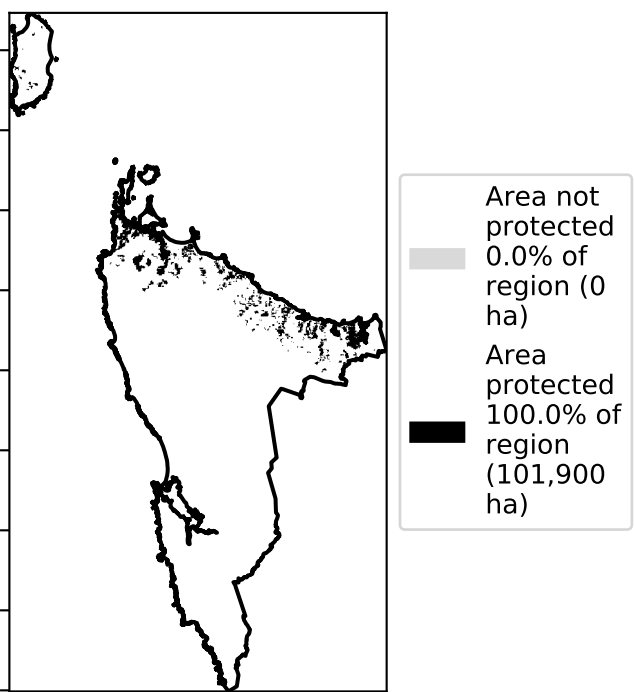 Area not
protected
0.0% of
region (0
ha)
Area
protected
100.0% of
region
(101,900
ha)